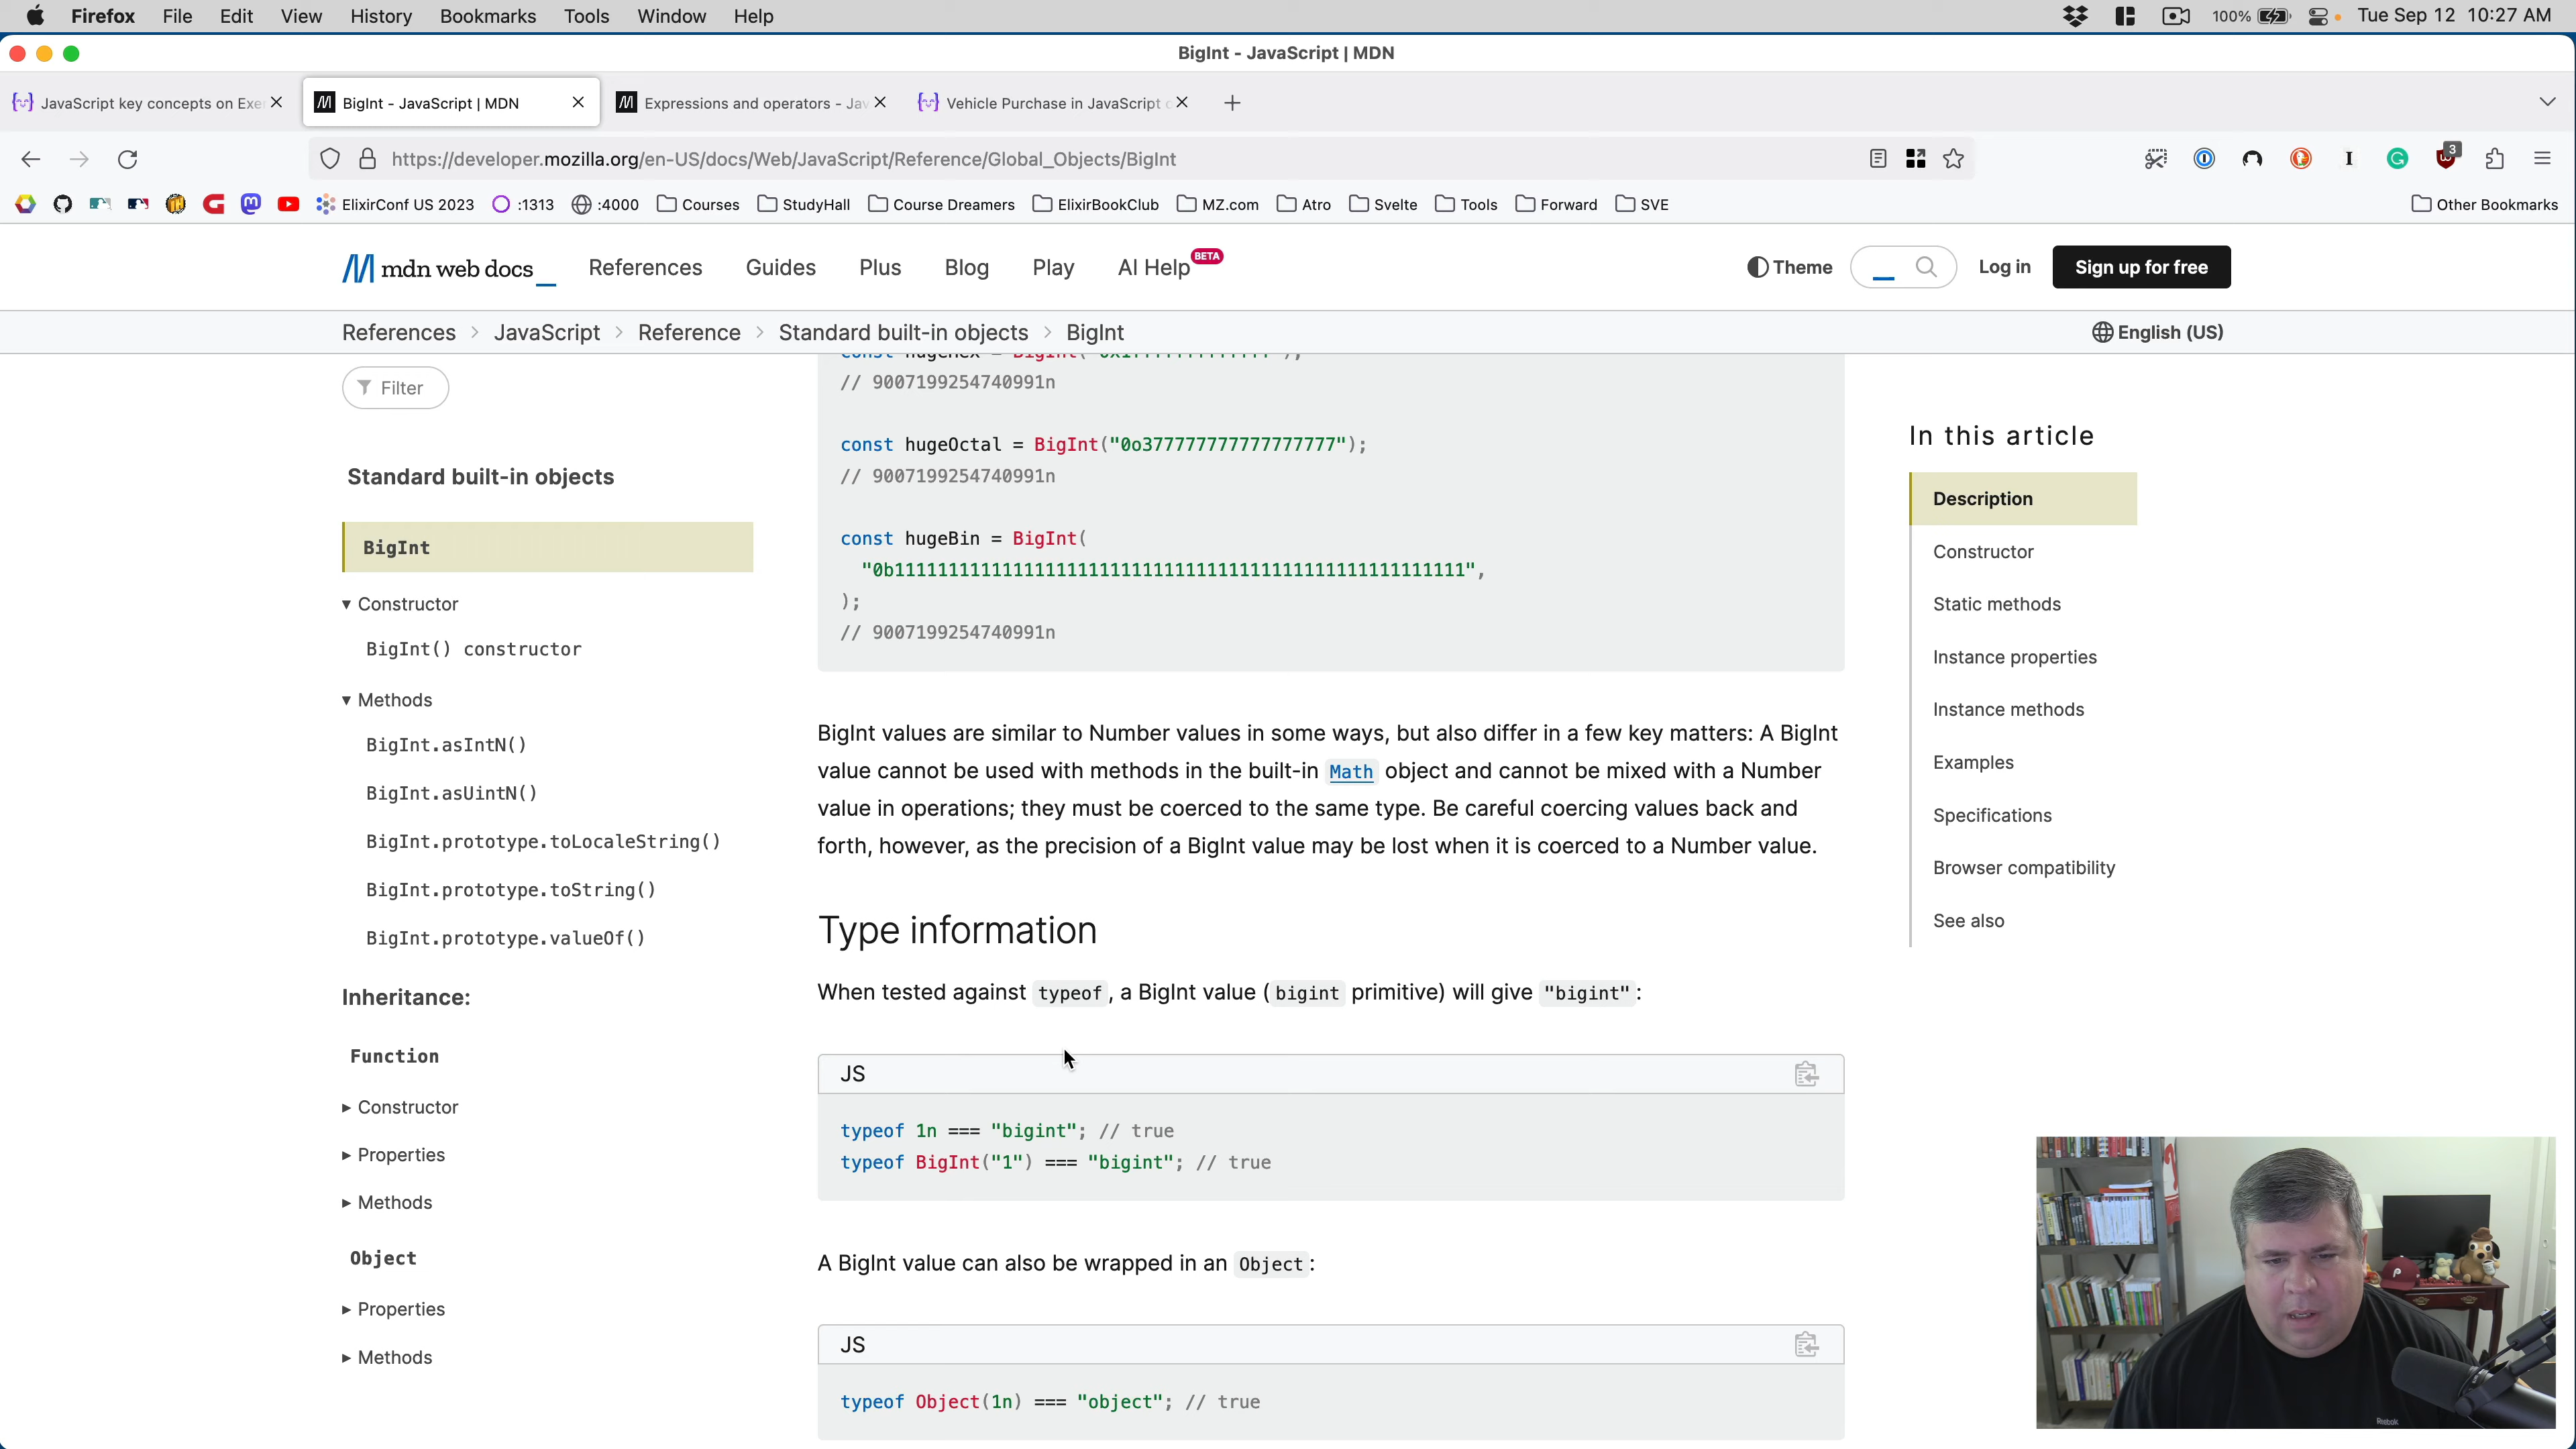 Firefox File Edit View History Bookmarks Tools Window Help 100% Tue Sep 12 10:27 AM
BigInt - JavaScript | MDN
JavaScript key concepts on Exe BigInt - JavaScript | MDN Expressions and operators - Jav Vehicle Purchase in JavaScript
https://developer.mozilla.org/en-US/docs/Web/JavaScript/Reference/Global_Objects/BigInt 3
ElixirConf US 2023 :1313 :4000 Courses StudyHall Course Dreamers ElixirBookClub MZ.com Atro Svelte Tools Forward SVE Other Bookmarks
mdn web docs_ References Guides Plus Blog Play AI Help BETA Theme Log in Sign up for free
References > JavaScript > Reference > Standard built-in objects > BigInt English (US)
Filter
Standard built-in objects
BigInt
Constructor
BigInt() constructor
Methods
BigInt.asIntN()
BigInt.asUintN()
BigInt.prototype.toLocaleString()
BigInt.prototype.toString()
BigInt.prototype.valueOf()
Inheritance:
Function
Constructor
Properties
Methods
Object
Properties
Methods
// 9007199254740991n
const hugeOctal = BigInt("0o377777777777777777");
// 9007199254740991n
const hugeBin = BigInt(
"0b11111111111111111111111111111111111111111111111111111",
);
// 9007199254740991n
BigInt values are similar to Number values in some ways, but also differ in a few key matters: A BigInt
value cannot be used with methods in the built-in Math object and cannot be mixed with a Number
value in operations; they must be coerced to the same type. Be careful coercing values back and
forth, however, as the precision of a BigInt value may be lost when it is coerced to a Number value.
Type information
When tested against typeof, a BigInt value (bigint primitive) will give "bigint":
JS
typeof 1n === "bigint"; // true
typeof BigInt("1") === "bigint"; // true
A BigInt value can also be wrapped in an Object:
JS
typeof Object(1n) === "object"; // true
In this article
Description
Constructor
Static methods
Instance properties
Instance methods
Examples
Specifications
Browser compatibility
See also
Reebok